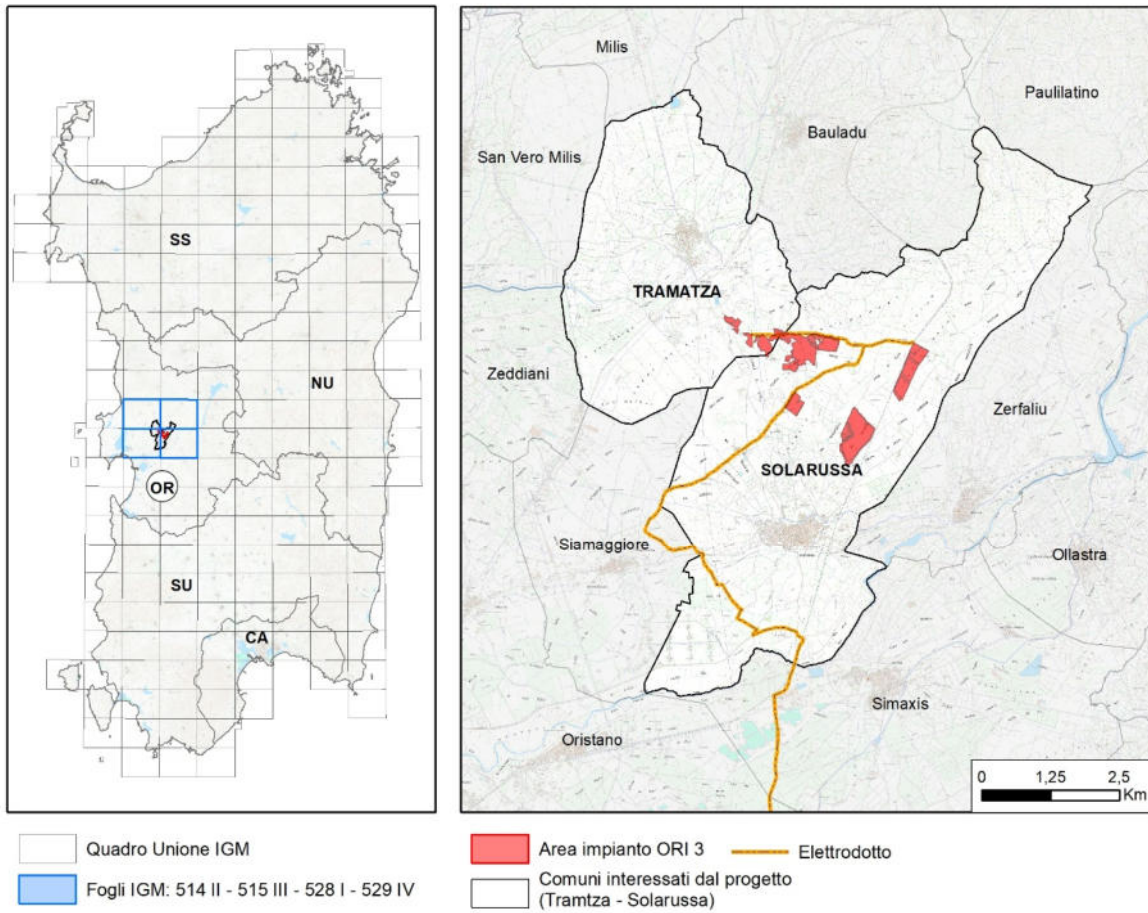 SS
NU
OR
SU
CA
Milis
Paulilatino
Bauladu
San Vero Milis
TRAMATZA
Zeddiani
Zerfaliu
SOLARUSSA
Siamaggiore
Ollastra
Simaxis
Oristano
0 1,25 2,5
Km
Quadro Unione IGM
Fogli IGM: 514 II - 515 III - 528 I - 529 IV
Area impianto ORI 3
Elettrodotto
Comuni interessati dal progetto
(Tramtza - Solarussa)